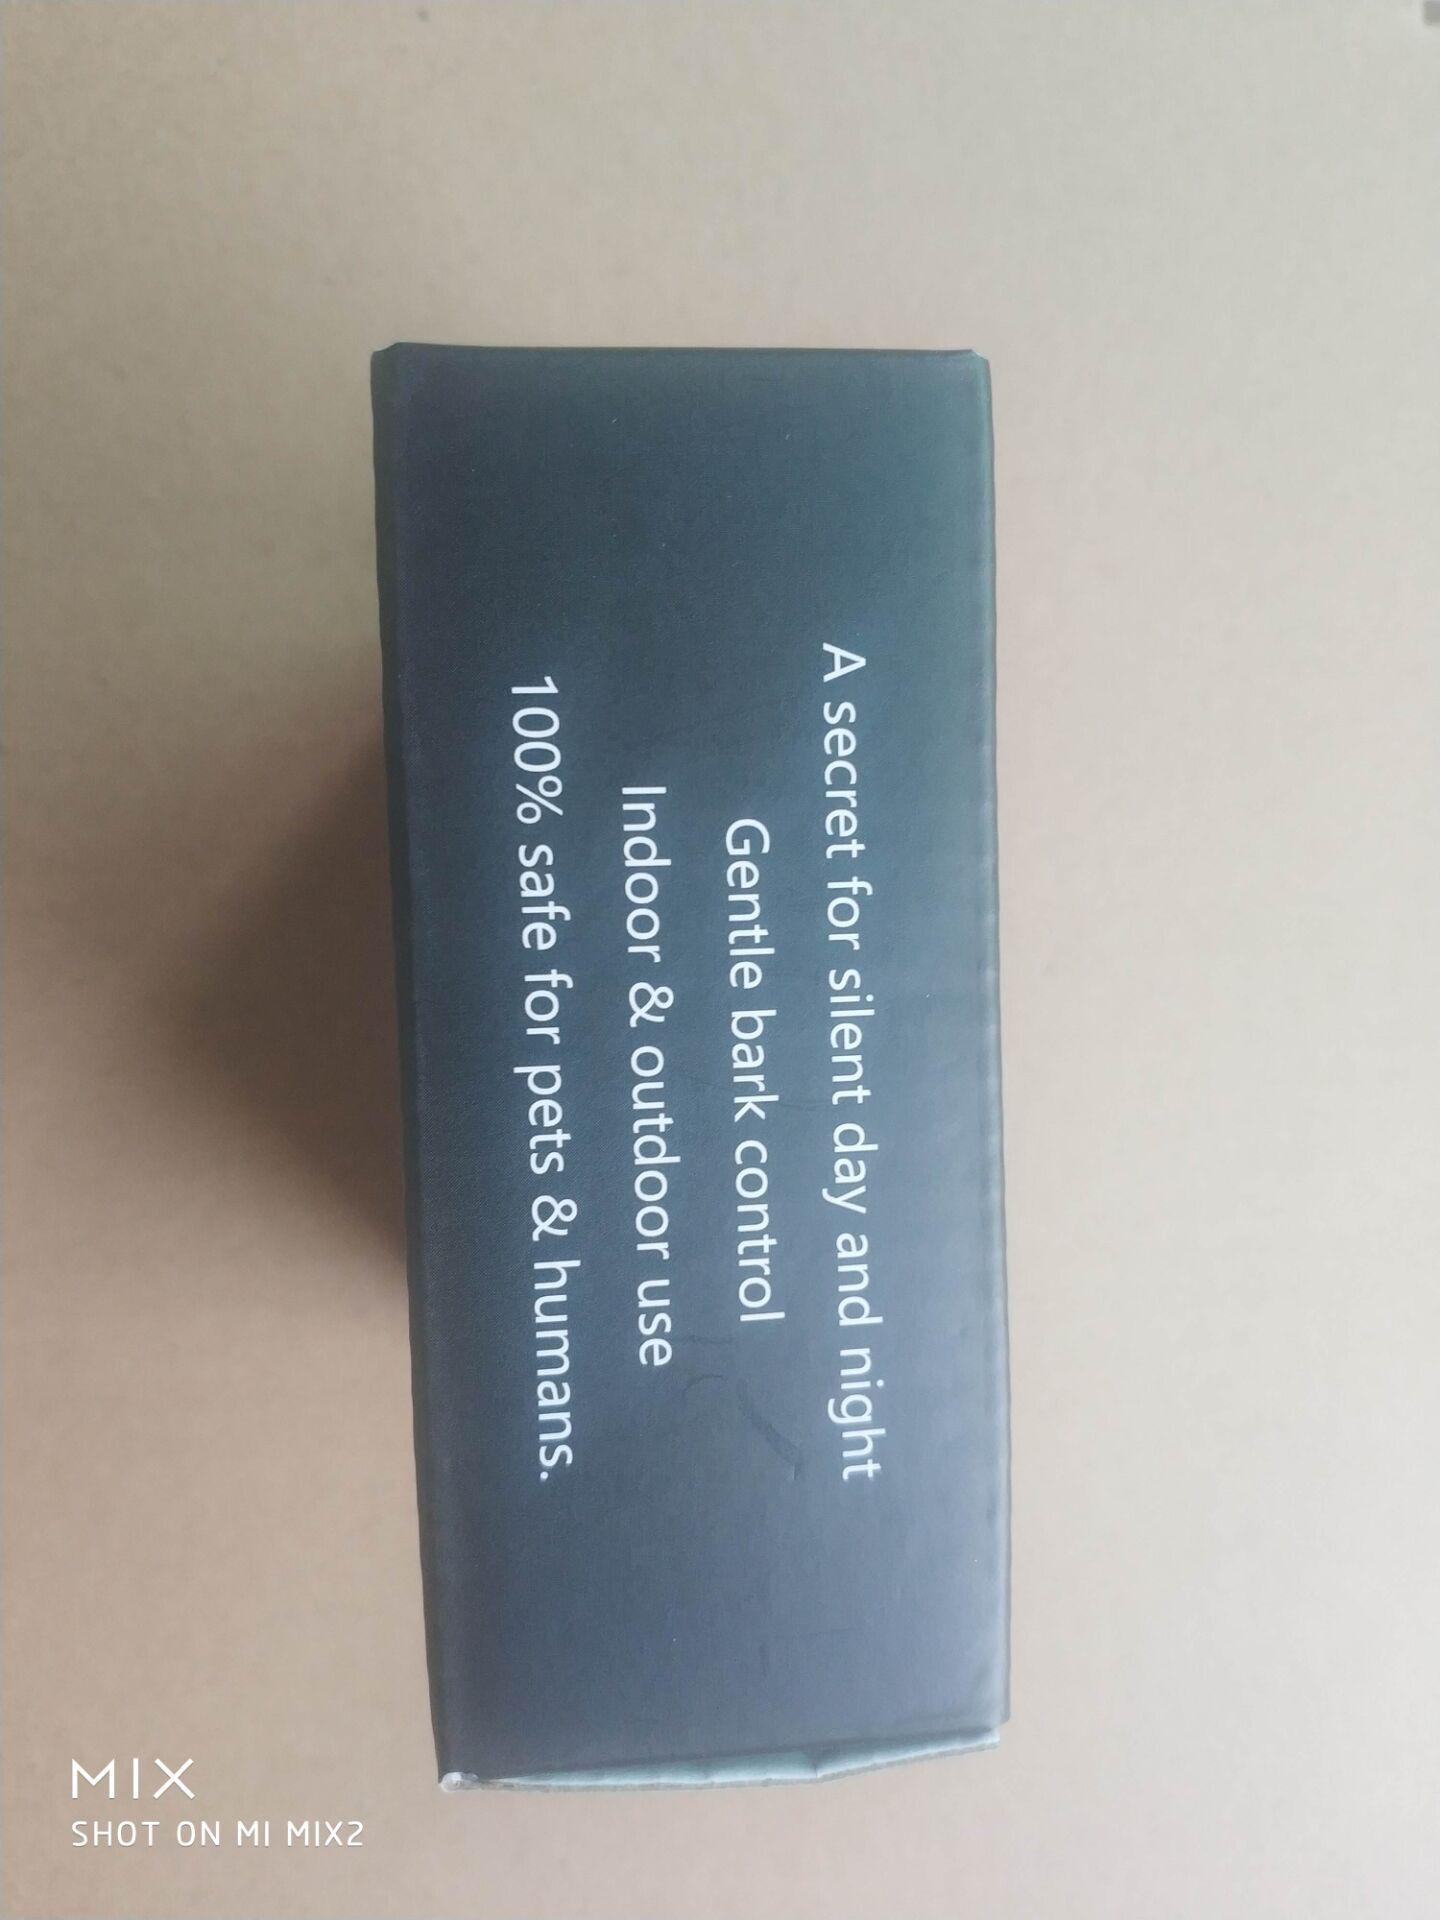 A secret for silent day and night
Gentle bark control
Indoor & outdoor use
100% safe for pets & humans.
MIX
SHOT ON MI MIX2